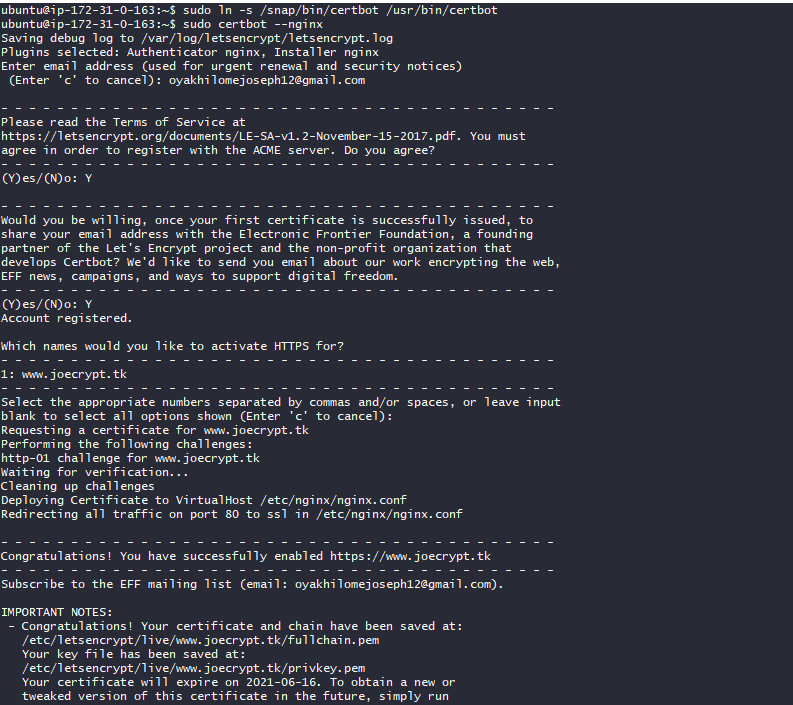 ubuntu@ip-172-31-0-163:~$ sudo ln -s /snap/bin/certbot /usr/bin/certbot
ubuntu@ip-172-31-0-163:~$ sudo certbot --nginx
Saving debug log to /var/log/letsencrypt/letsencrypt.log
Plugins selected: Authenticator nginx, Installer nginx
Enter email address (used for urgent renewal and security notices)
 (Enter 'c' to cancel): oyakhilomejoseph12@gmail.com
- - - - - - - - - - - - - - - - - - - - - - - - - - - - - - - - - - - - - - - -
Please read the Terms of Service at
https://letsencrypt.org/documents/LE-SA-v1.2-November-15-2017.pdf. You must
agree in order to register with the ACME server. Do you agree?
- - - - - - - - - - - - - - - - - - - - - - - - - - - - - - - - - - - - - - - -
(Y)es/(N)o: Y
- - - - - - - - - - - - - - - - - - - - - - - - - - - - - - - - - - - - - - - -
Would you be willing, once your first certificate is successfully issued, to
share your email address with the Electronic Frontier Foundation, a founding
partner of the Let's Encrypt project and the non-profit organization that
develops Certbot? We'd like to send you email about our work encrypting the web,
EFF news, campaigns, and ways to support digital freedom.
- - - - - - - - - - - - - - - - - - - - - - - - - - - - - - - - - - - - - - - -
(Y)es/(N)o: Y
Account registered.
Which names would you like to activate HTTPS for?
- - - - - - - - - - - - - - - - - - - - - - - - - - - - - - - - - - - - - - - -
1: www.joecrypt.tk
- - - - - - - - - - - - - - - - - - - - - - - - - - - - - - - - - - - - - - - -
Select the appropriate numbers separated by commas and/or spaces, or leave input
blank to select all options shown (Enter 'c' to cancel):
Requesting a certificate for www.joecrypt.tk
Performing the following challenges:
http-01 challenge for www.joecrypt.tk
Waiting for verification...
Cleaning up challenges
Deploying Certificate to VirtualHost /etc/nginx/nginx.conf
Redirecting all traffic on port 80 to ssl in /etc/nginx/nginx.conf
- - - - - - - - - - - - - - - - - - - - - - - - - - - - - - - - - - - - - - - -
Congratulations! You have successfully enabled https://www.joecrypt.tk
- - - - - - - - - - - - - - - - - - - - - - - - - - - - - - - - - - - - - - - -
Subscribe to the EFF mailing list (email: oyakhilomejoseph12@gmail.com).
IMPORTANT NOTES:
 - Congratulations! Your certificate and chain have been saved at:
   /etc/letsencrypt/live/www.joecrypt.tk/fullchain.pem
   Your key file has been saved at:
   /etc/letsencrypt/live/www.joecrypt.tk/privkey.pem
   Your certificate will expire on 2021-06-16. To obtain a new or
   tweaked version of this certificate in the future, simply run